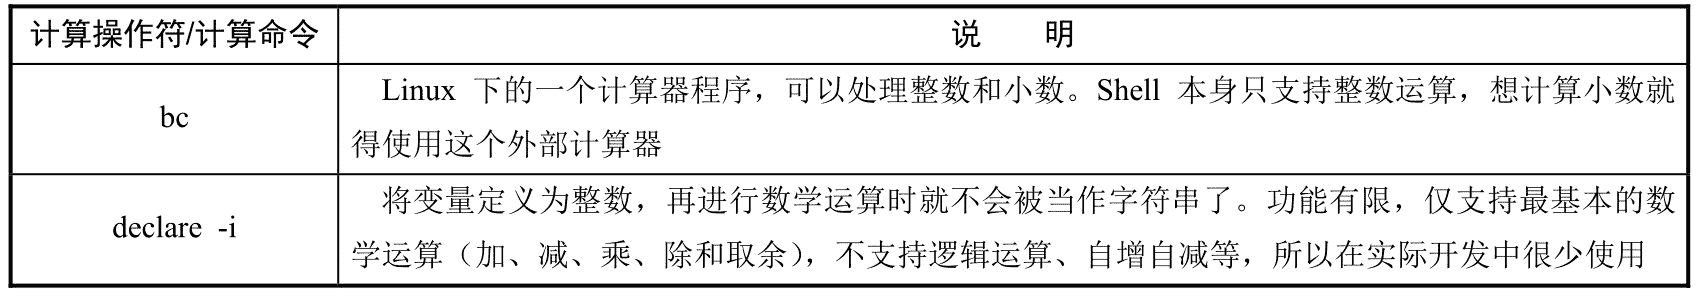 计算操作符/计算命令
说 明
bc
Linux 下的一个计算器程序，可以处理整数和小数。Shell 本身只支持整数运算，想计算小数就
得使用这个外部计算器
declare -i
将变量定义为整数，再进行数学运算时就不会被当作字符串了。功能有限，仅支持最基本的数
学运算（加、减、乘、除和取余），不支持逻辑运算、自增自减等，所以在实际开发中很少使用